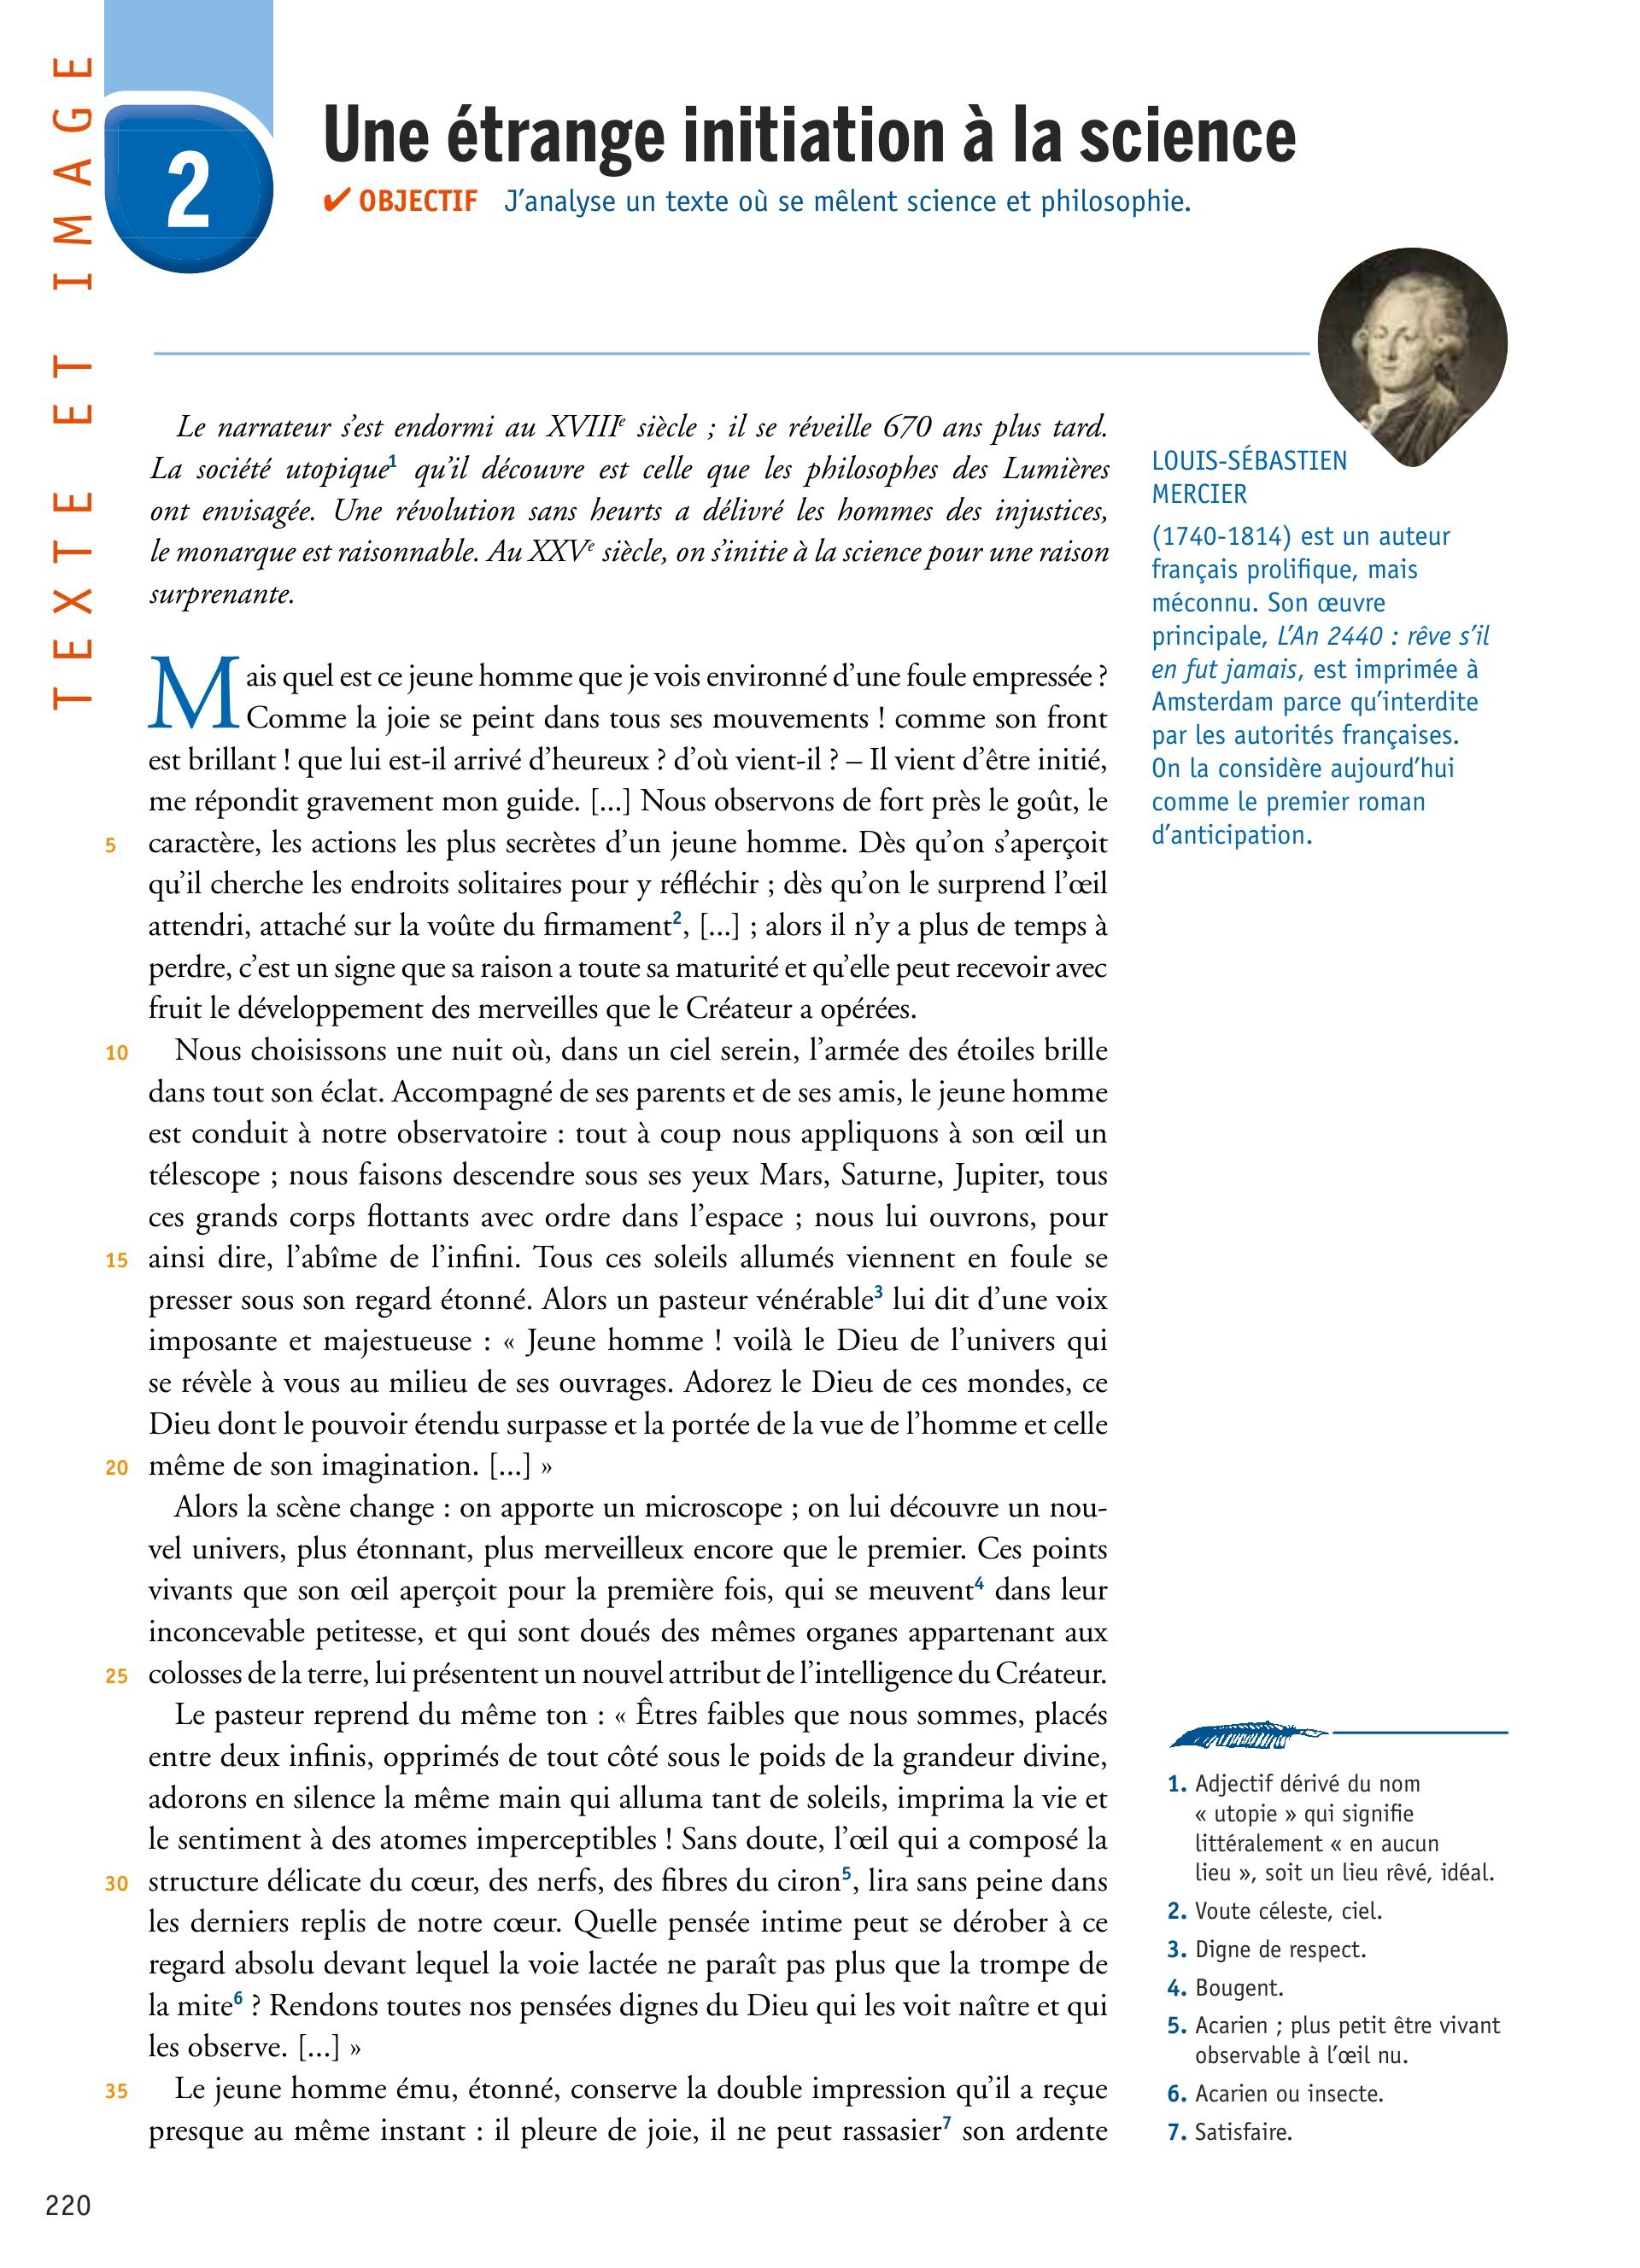 TEXTE ET IMAGE
2
Une étrange initiation à la science
✔ OBJECTIF J’analyse un texte où se mêlent science et philosophie.
Le narrateur s’est endormi au XVIIIe siècle ; il se réveille 670 ans plus tard.
La société utopique1 qu’il découvre est celle que les philosophes des Lumières
ont envisagée. Une révolution sans heurts a délivré les hommes des injustices,
le monarque est raisonnable. Au XXVe siècle, on s’initie à la science pour une raison
surprenante.
Mais quel est ce jeune homme que je vois environné d’une foule empressée ?
Comme la joie se peint dans tous ses mouvements ! comme son front
est brillant ! que lui est-il arrivé d’heureux ? d’où vient-il ? – Il vient d’être initié,
me répondit gravement mon guide. [...] Nous observons de fort près le goût, le
5 caractère, les actions les plus secrètes d’un jeune homme. Dès qu’on s’aperçoit
qu’il cherche les endroits solitaires pour y réfléchir ; dès qu’on le surprend l’œil
attendri, attaché sur la voûte du firmament2, [...] ; alors il n’y a plus de temps à
perdre, c’est un signe que sa raison a toute sa maturité et qu’elle peut recevoir avec
fruit le développement des merveilles que le Créateur a opérées.
10 Nous choisissons une nuit où, dans un ciel serein, l’armée des étoiles brille
dans tout son éclat. Accompagné de ses parents et de ses amis, le jeune homme
est conduit à notre observatoire : tout à coup nous appliquons à son œil un
télescope ; nous faisons descendre sous ses yeux Mars, Saturne, Jupiter, tous
ces grands corps flottants avec ordre dans l’espace ; nous lui ouvrons, pour
15 ainsi dire, l’abîme de l’infini. Tous ces soleils allumés viennent en foule se
presser sous son regard étonné. Alors un pasteur vénérable3 lui dit d’une voix
imposante et majestueuse : « Jeune homme ! voilà le Dieu de l’univers qui
se révèle à vous au milieu de ses ouvrages. Adorez le Dieu de ces mondes, ce
Dieu dont le pouvoir étendu surpasse et la portée de la vue de l’homme et celle
20 même de son imagination. [...] »
Alors la scène change : on apporte un microscope ; on lui découvre un nou-
vel univers, plus étonnant, plus merveilleux encore que le premier. Ces points
vivants que son œil aperçoit pour la première fois, qui se meuvent4 dans leur
inconcevable petitesse, et qui sont doués des mêmes organes appartenant aux
25 colosses de la terre, lui présentent un nouvel attribut de l’intelligence du Créateur.
Le pasteur reprend du même ton : « Êtres faibles que nous sommes, placés
entre deux infinis, opprimés de tout côté sous le poids de la grandeur divine,
adorons en silence la même main qui alluma tant de soleils, imprima la vie et
le sentiment à des atomes imperceptibles ! Sans doute, l’œil qui a composé la
30 structure délicate du cœur, des nerfs, des fibres du ciron5, lira sans peine dans
les derniers replis de notre cœur. Quelle pensée intime peut se dérober à ce
regard absolu devant lequel la voie lactée ne paraît pas plus que la trompe de
la mite6 ? Rendons toutes nos pensées dignes du Dieu qui les voit naître et qui
les observe. [...] »
35 Le jeune homme ému, étonné, conserve la double impression qu’il a reçue
presque au même instant : il pleure de joie, il ne peut rassasier7 son ardente
LOUIS-SÉBASTIEN
MERCIER
(1740-1814) est un auteur
français prolifique, mais
méconnu. Son œuvre
principale, L’An 2440 : rêve s’il
en fut jamais, est imprimée à
Amsterdam parce qu’interdite
par les autorités françaises.
On la considère aujourd’hui
comme le premier roman
d’anticipation.
1. Adjectif dérivé du nom
« utopie » qui signifie
littéralement « en aucun
lieu », soit un lieu rêvé, idéal.
2. Voute céleste, ciel.
3. Digne de respect.
4. Bougent.
5. Acarien ; plus petit être vivant
observable à l’œil nu.
6. Acarien ou insecte.
7. Satisfaire.
220